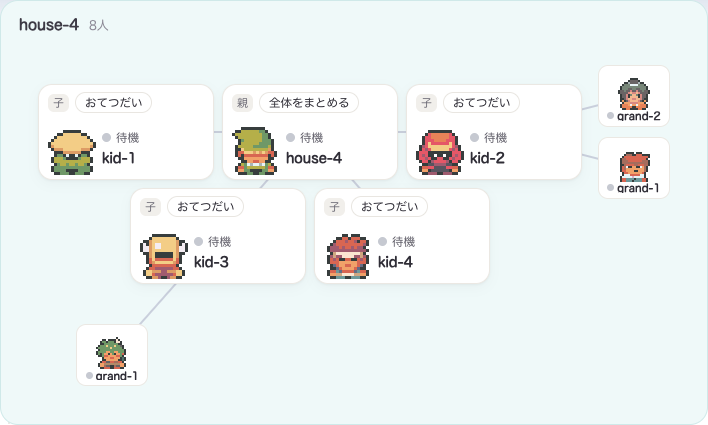 house-4 8人
子 おてつだい
待機
kid-1
親 全体をまとめる
待機
house-4
子 おてつだい
待機
kid-2
grand-2
grand-1
子 おてつだい
待機
kid-3
子 おてつだい
待機
kid-4
grand-1